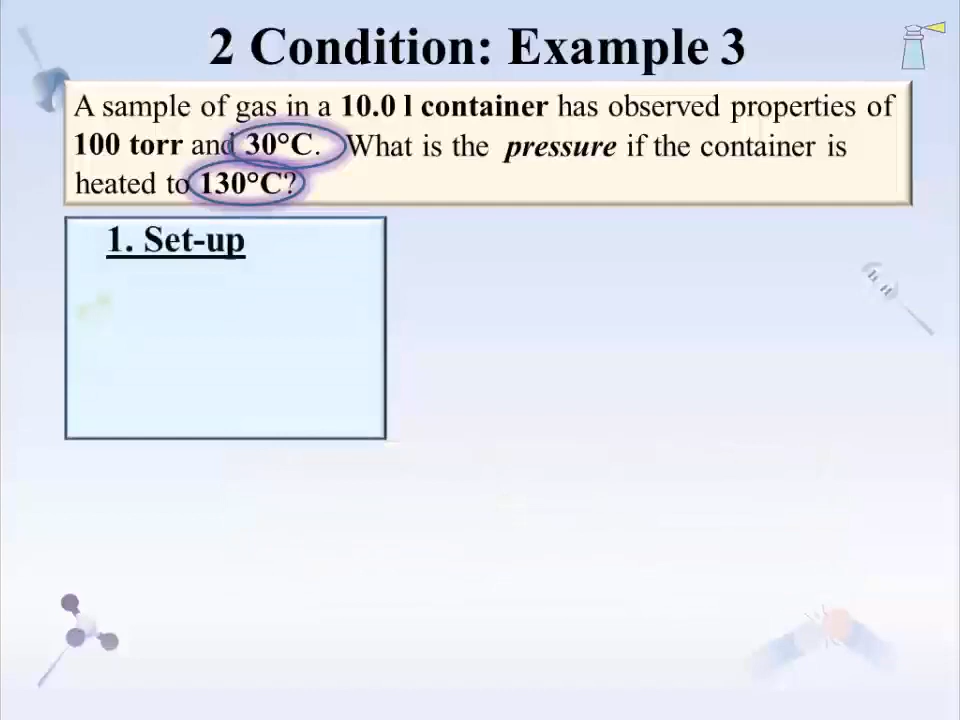 2 Condition: Example 3
A sample of gas in a 10.0 l container has observed properties of
100 torr and 30°C. What is the pressure if the container is
heated to 130°C?
1. Set-up